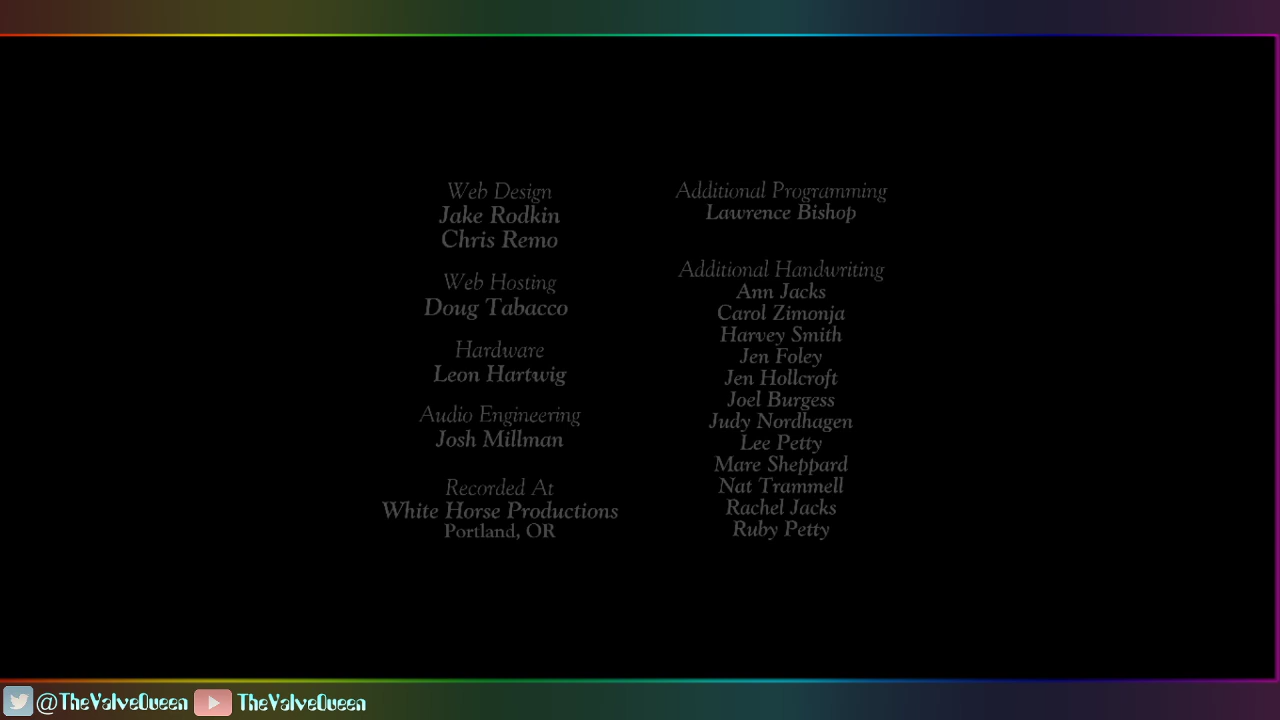 Web Design
Jake Rodkin
Chris Remo
Web Hosting
Doug Tabacco
Hardware
Leon Hartwig
Audio Engineering
Josh Millman
Recorded At
White Horse Productions
Portland, OR
Additional Programming
Lawrence Bishop
Additional Handwriting
Ann Jacks
Carol Zimonja
Harvey Smith
Jen Foley
Jen Hollcroft
Joel Burgess
Judy Nordhagen
Lee Petty
Mare Sheppard
Nat Trammell
Rachel Jacks
Ruby Petty
@TheValveQueen TheValveQueen